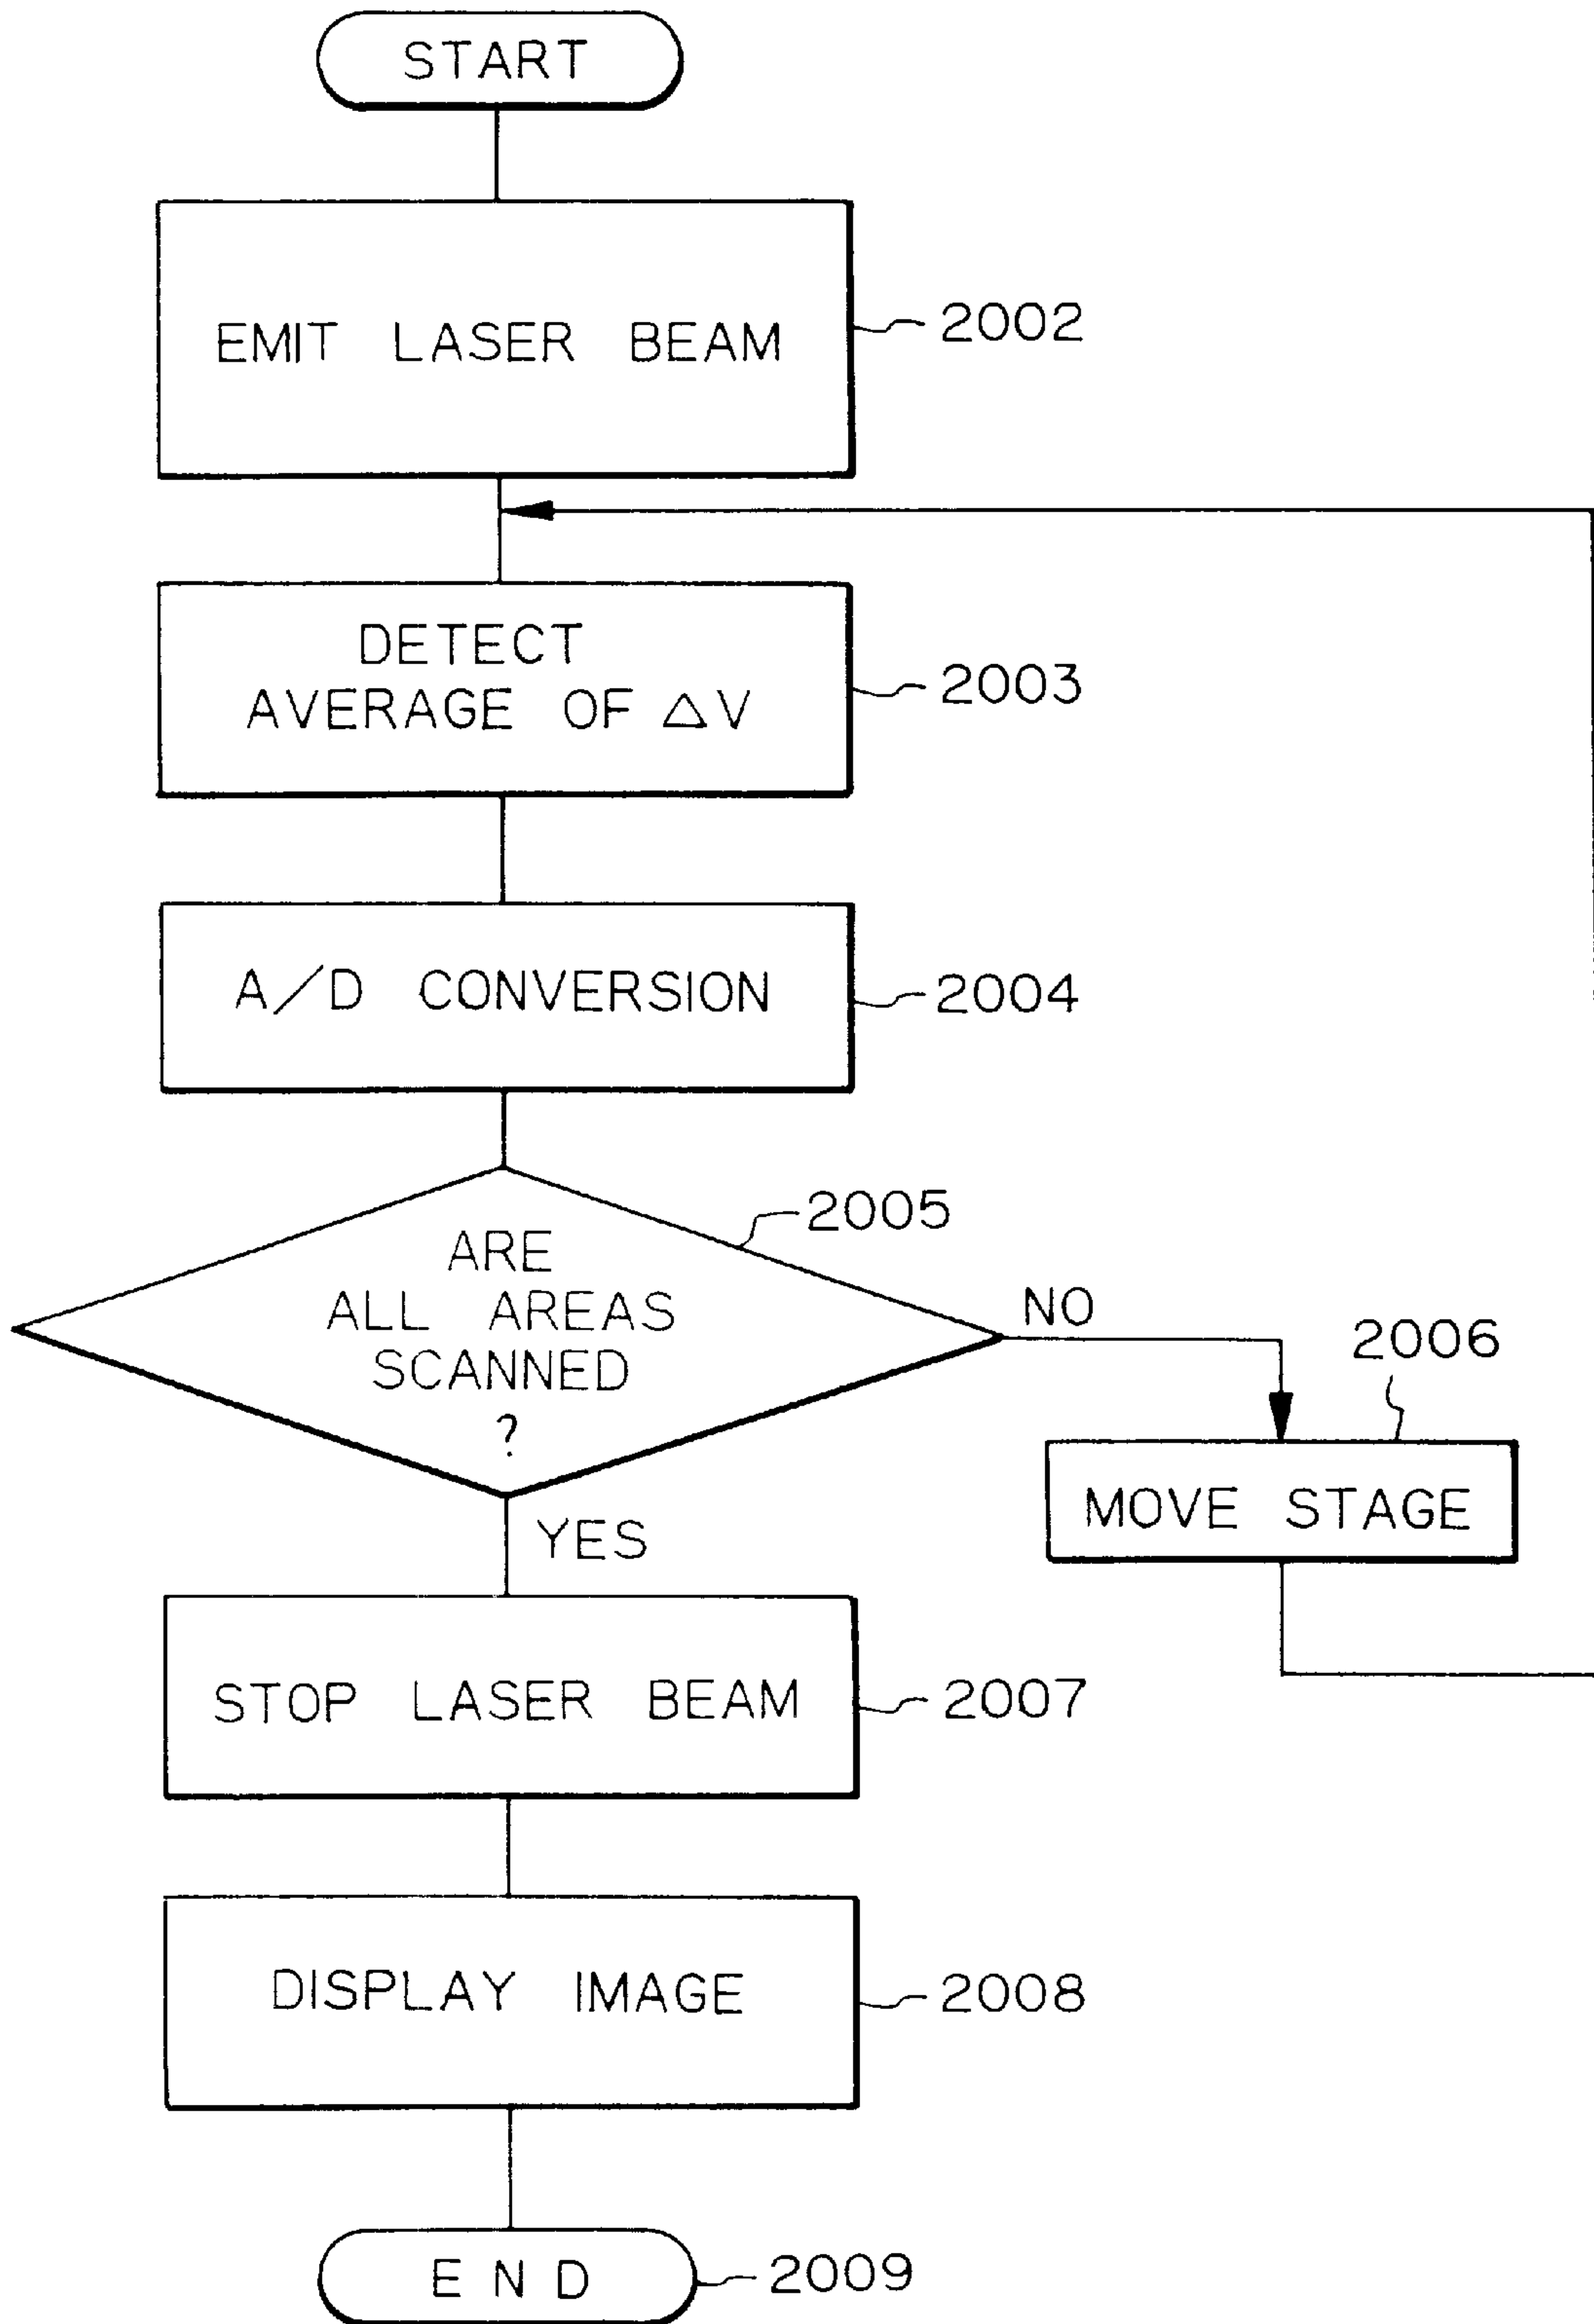 START
EMIT LASER BEAM
2002
DETECT
AVERAGE OF △V
2003
A/D CONVERSION
2004
2005
ARE
ALL AREAS
SCANNED
?
NO
2006
MOVE STAGE
YES
STOP LASER BEAM
2007
DISPLAY IMAGE
2008
END
2009